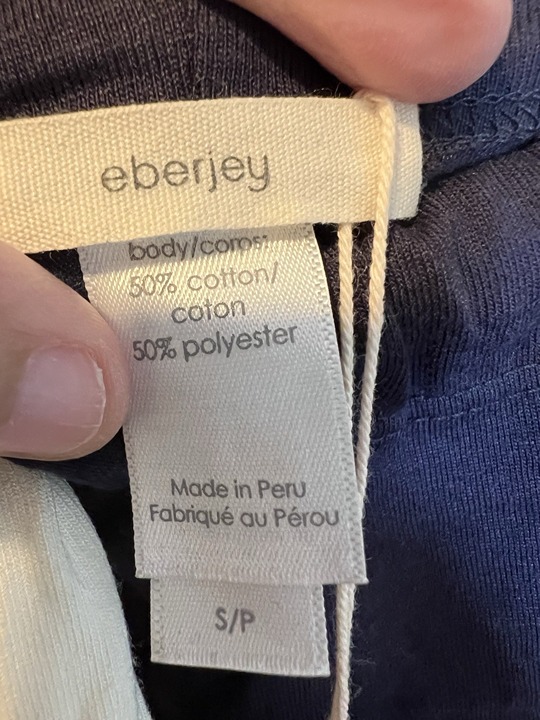 eberjey
body/corps:
50% cotton/
coton
50% polyester
Made in Peru
Fabriqué au Pérou
S/P